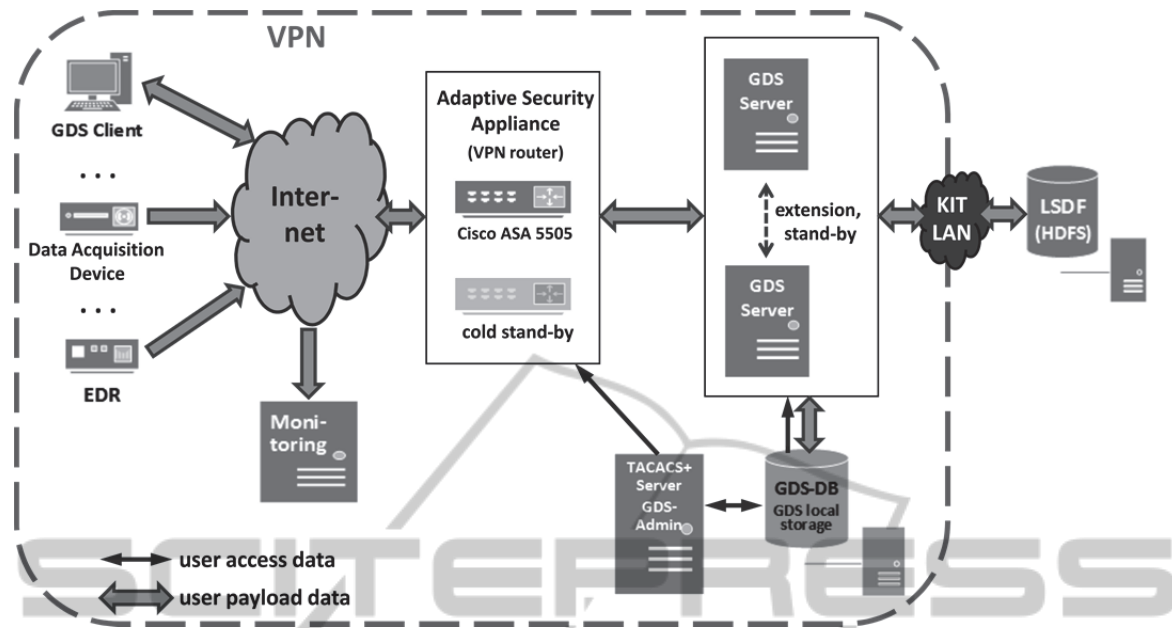 VPN
GDS Client
...
Data Acquisition
Device
...
EDR
Inter-
net
Moni-
toring
Adaptive Security
Appliance
(VPN router)
Cisco ASA 5505
cold stand-by
GDS
Server
extension,
stand-by
GDS
Server
KIT
LAN
LSDF
(HDFS)
TACACS+
Server
GDS-
Admin
GDS-DB
GDS local
storage
user access data
user payload data
SCITEPRESS